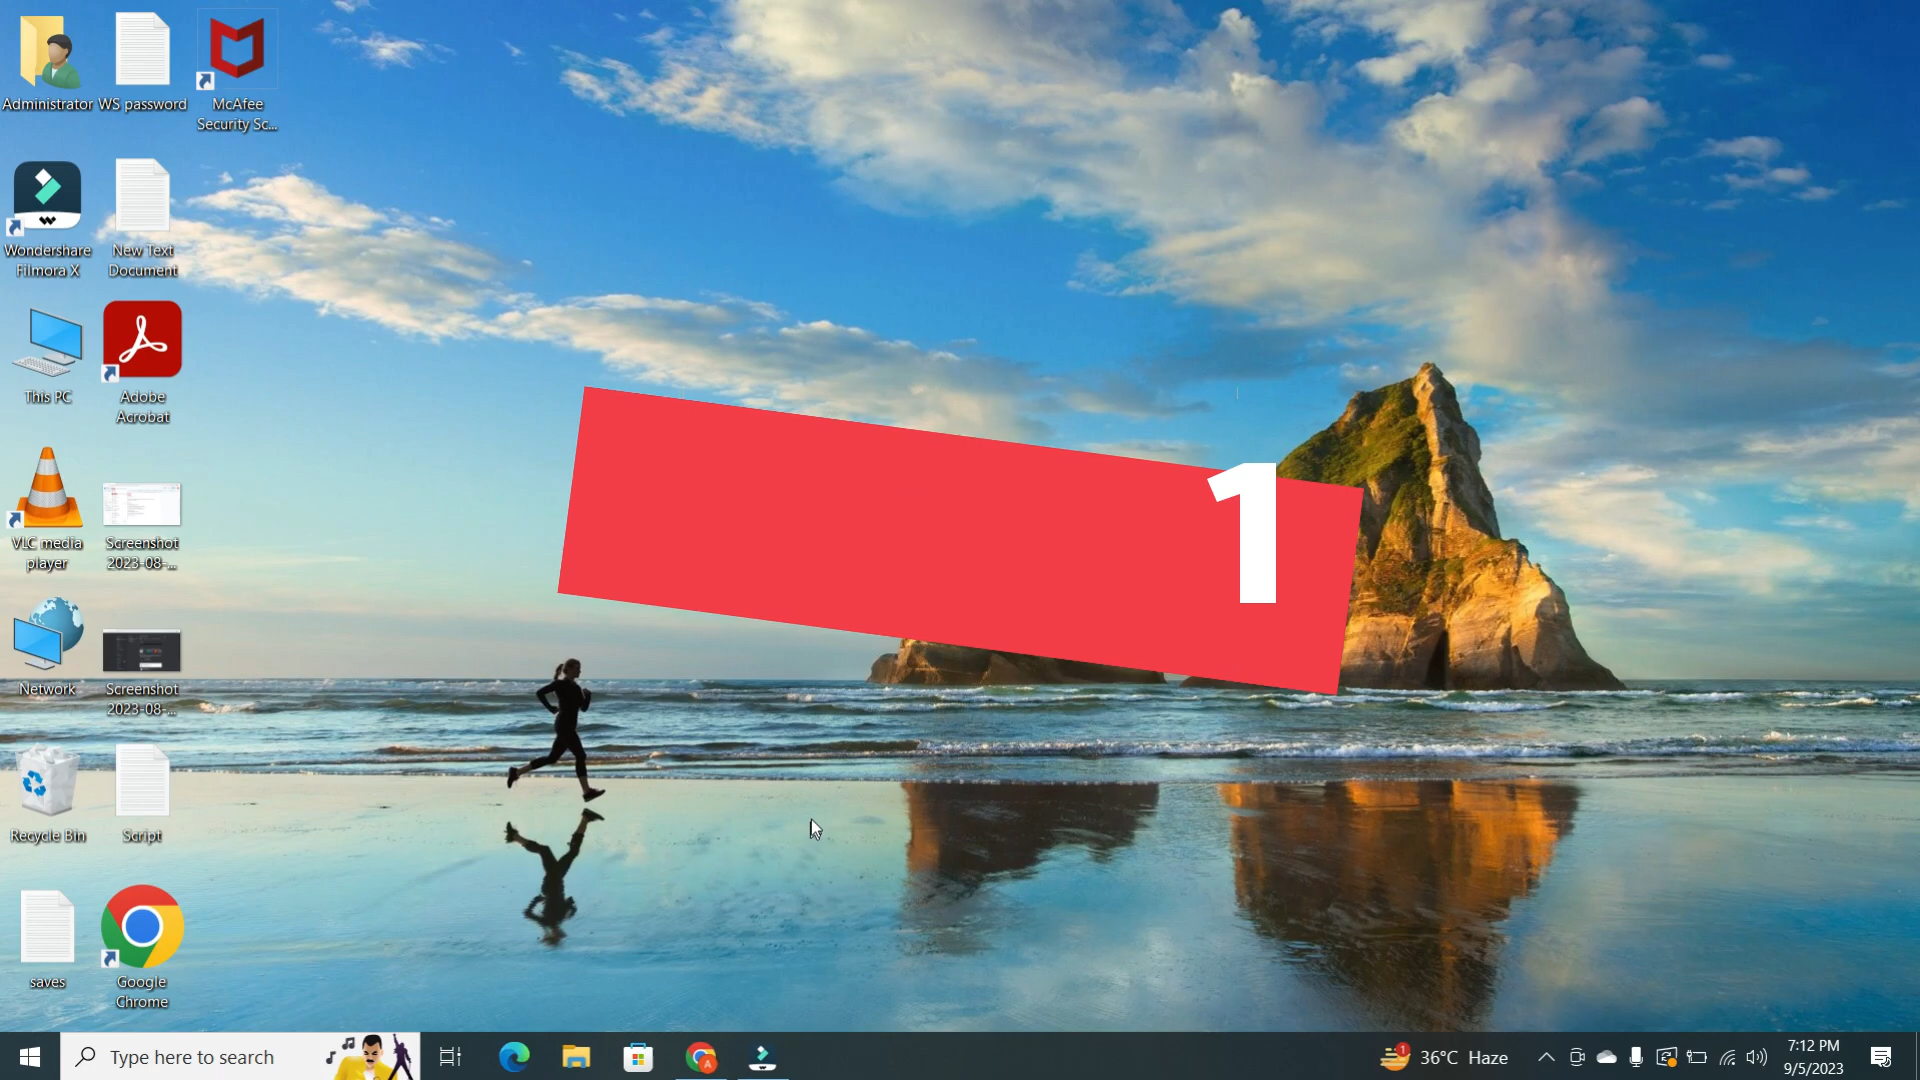 Administrator
WS password
McAfee
Security Sc...
Wondershare
Filmora X
New Text
Document
This PC
Adobe
Acrobat
VLC media
player
Screenshot
2023-08-...
Network
Screenshot
2023-08-...
Recycle Bin
Script
saves
Google
Chrome
1
Type here to search
A
1
36°C Haze
7:12 PM
9/5/2023